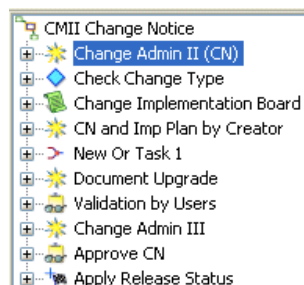 CMII Change Notice
Change Admin II (CN)
Check Change Type
Change Implementation Board
CN and Imp Plan by Creator
New Or Task 1
Document Upgrade
Validation by Users
Change Admin III
Approve CN
Apply Release Status